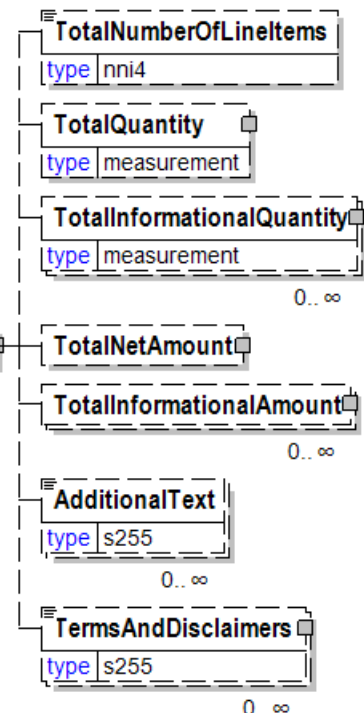 TotalNumberOfLineItems
type nni4
TotalQuantity
type measurement
TotalInformationalQuantity
type measurement
0.. ∞
TotalNetAmount
TotalInformationalAmount
0.. ∞
AdditionalText
type s255
0.. ∞
TermsAndDisclaimers
type s255
0.. ∞